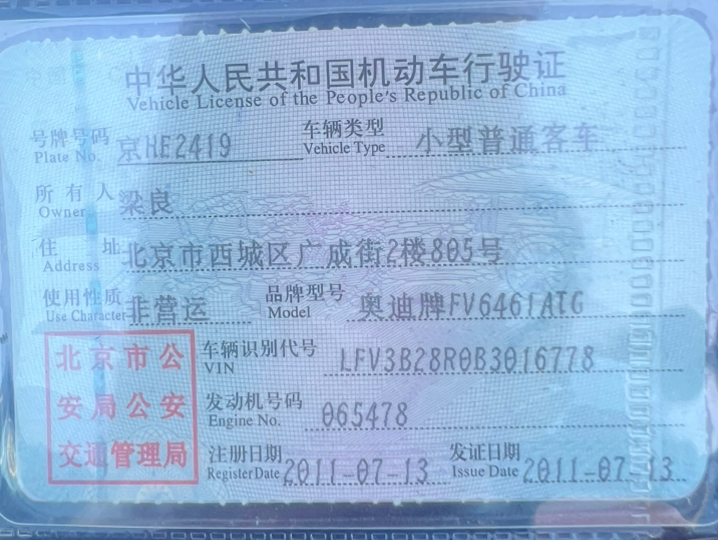 中华人民共和国机动车行驶证
Vehicle License of the People's Republic of China
号牌号码 京HE2419 车辆类型 小型普通客车
Plate No. Vehicle Type
所有人 梁良
Owner
住址 北京市西城区广成街2楼805号
Address
使用性质 非营运 品牌型号 奥迪牌FV6461ATG
Use Character Model
北京市公 车辆识别代号 LFV3B28R0B3016778
VIN
安局公安 发动机号码 065478
Engine No.
交通管理局 注册日期 2011-07-13 发证日期 2011-07-13
Register Date Issue Date